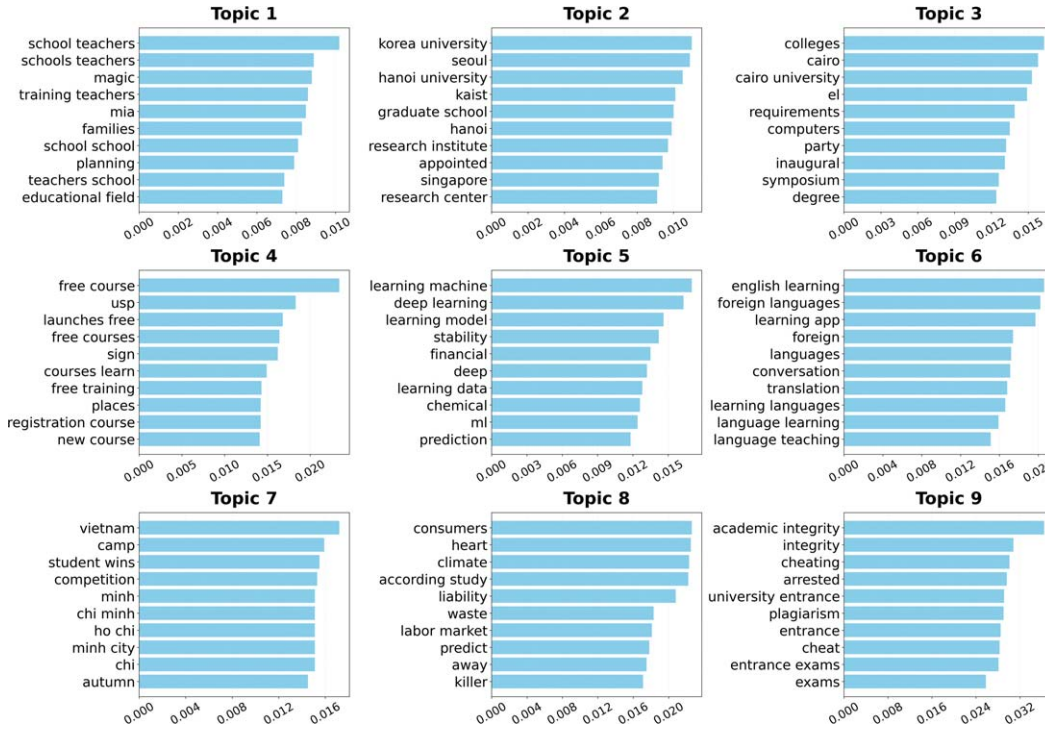 Topic 1
school teachers
schools teachers
magic
training teachers
mia
families
school school
planning
teachers school
educational field
0.000 0.002 0.004 0.006 0.008 0.010
Topic 2
korea university
seoul
hanoi university
kaist
graduate school
hanoi
research institute
appointed
singapore
research center
0.000 0.002 0.004 0.006 0.008 0.010
Topic 3
colleges
cairo
cairo university
el
requirements
computers
party
inaugural
symposium
degree
0.000 0.003 0.006 0.009 0.012 0.015
Topic 4
free course
usp
launches free
free courses
sign
courses learn
free training
places
registration course
new course
0.000 0.005 0.010 0.015 0.020
Topic 5
learning machine
deep learning
learning model
stability
financial
deep
learning data
chemical
ml
prediction
0.000 0.003 0.006 0.009 0.012 0.015
Topic 6
english learning
foreign languages
learning app
foreign
languages
conversation
translation
learning languages
language learning
language teaching
0.000 0.004 0.008 0.012 0.016
Topic 7
vietnam
camp
student wins
competition
minh
chi minh
ho chi
minh city
chi
autumn
0.000 0.004 0.008 0.012 0.016
Topic 8
consumers
heart
climate
according study
liability
waste
labor market
predict
away
killer
0.000 0.004 0.008 0.012 0.016 0.020
Topic 9
academic integrity
integrity
cheating
arrested
university entrance
plagiarism
entrance
cheat
entrance exams
exams
0.000 0.008 0.016 0.024 0.032